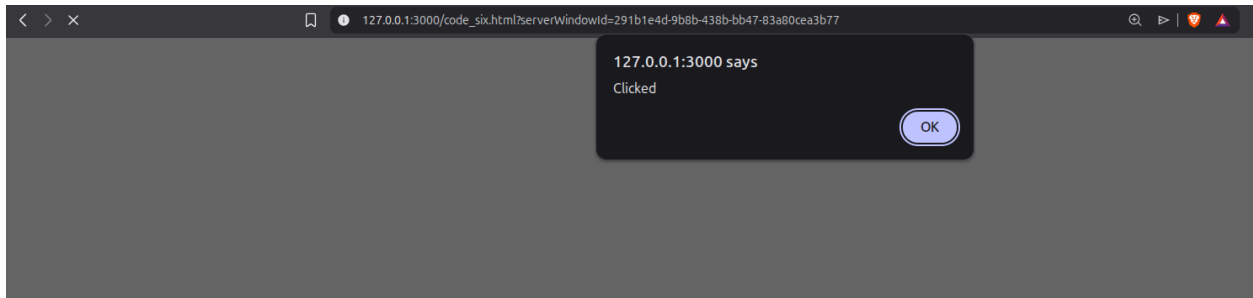 127.0.0.1:3000/code_six.html?serverWindowId=291b1e4d-9b8b-438b-bb47-83a80cea3b77
127.0.0.1:3000 says
Clicked
OK